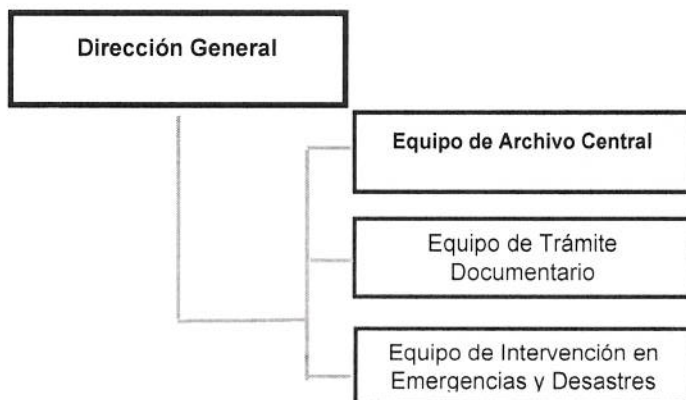 Dirección General
Equipo de Archivo Central
Equipo de Trámite
Documentario
Equipo de Intervención en
Emergencias y Desastres